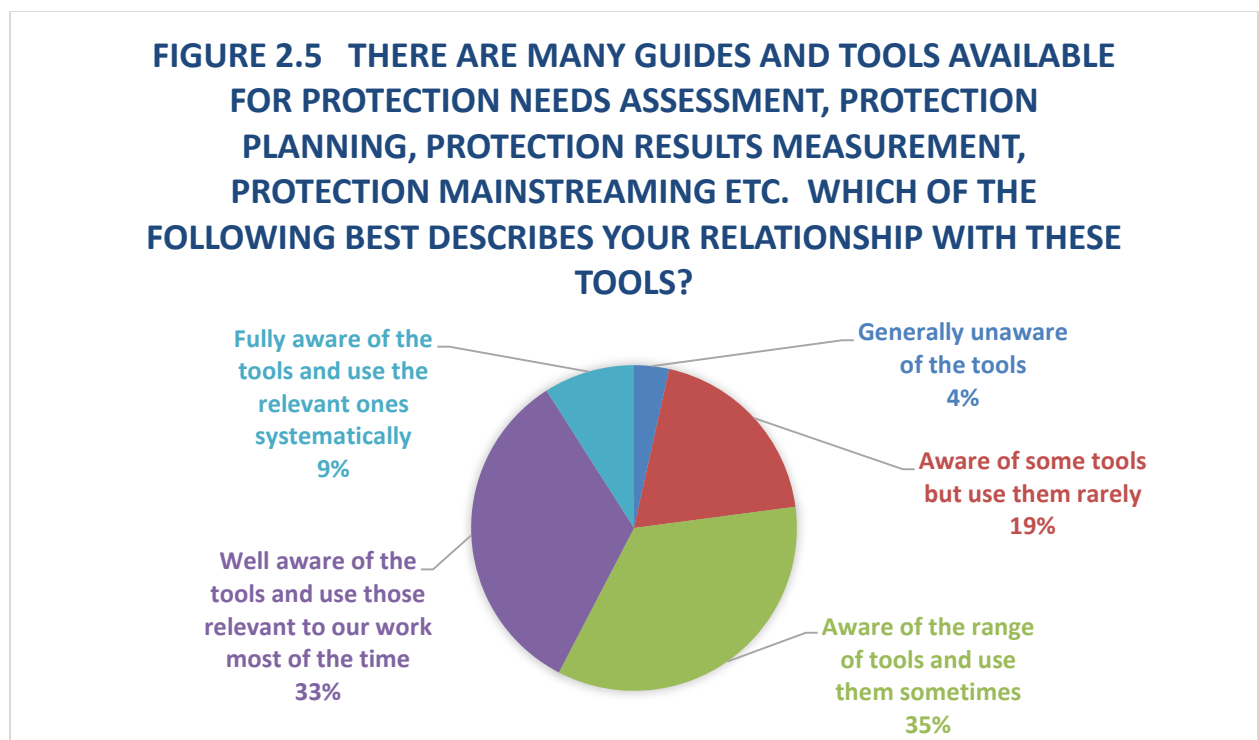 FIGURE 2.5   THERE ARE MANY GUIDES AND TOOLS AVAILABLE
FOR PROTECTION NEEDS ASSESSMENT, PROTECTION
PLANNING, PROTECTION RESULTS MEASUREMENT,
PROTECTION MAINSTREAMING ETC.  WHICH OF THE
FOLLOWING BEST DESCRIBES YOUR RELATIONSHIP WITH THESE
TOOLS?
Generally unaware
of the tools
4%
Aware of some tools
but use them rarely
19%
Aware of the range
of tools and use
them sometimes
35%
Well aware of the
tools and use those
relevant to our work
most of the time
33%
Fully aware of the
tools and use the
relevant ones
systematically
9%